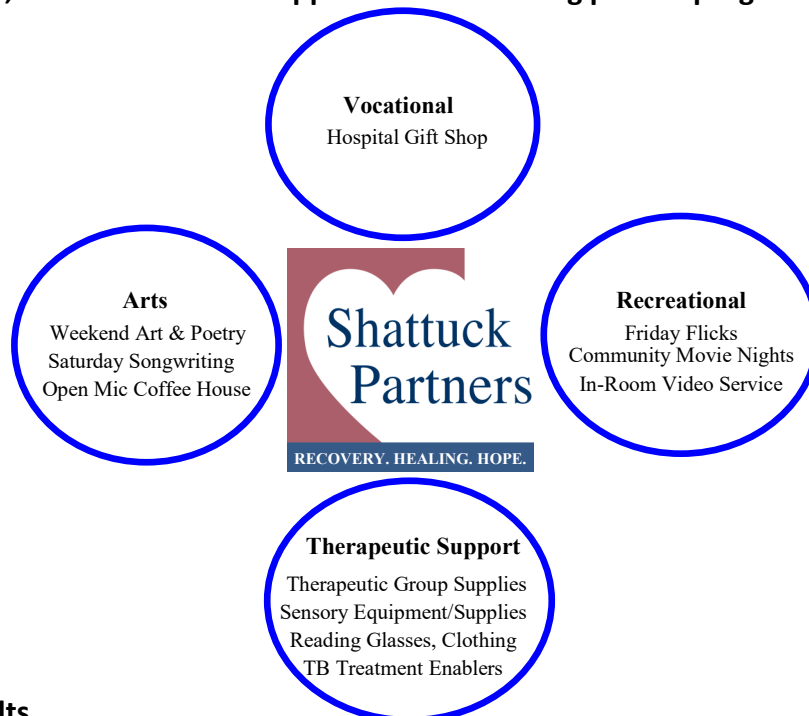 Vocational
Hospital Gift Shop
Arts
Weekend Art & Poetry
Saturday Songwriting
Open Mic Coffee House
Shattuck
Partners
RECOVERY. HEALING. HOPE.
Recreational
Friday Flicks
Community Movie Nights
In-Room Video Service
Therapeutic Support
Therapeutic Group Supplies
Sensory Equipment/Supplies
Reading Glasses, Clothing
TB Treatment Enablers